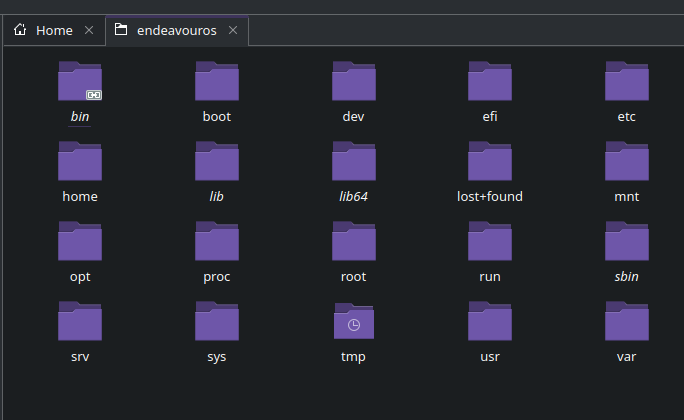 Home endeavouros
bin boot dev efi etc
home lib lib64 lost+found mnt
opt proc root run sbin
srv sys tmp usr var